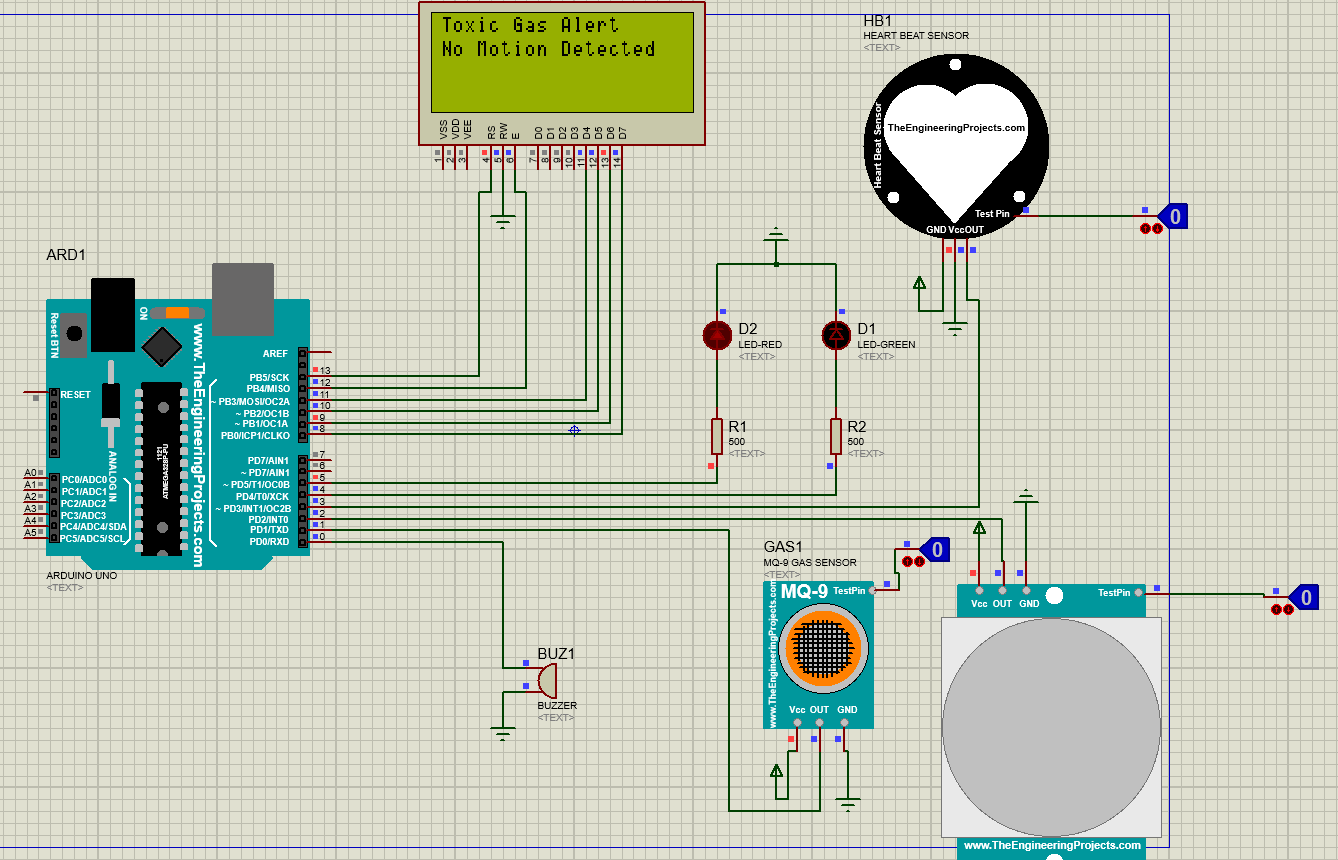 Toxic Gas Alert
No Motion Detected
VSS
VDD
VEE
RS
RW
E
D0
D1
D2
D3
D4
D5
D6
D7
1
2
3
4
5
6
7
8
9
10
11
12
13
14
HB1
HEART BEAT SENSOR
<TEXT>
Heart Beat Sensor
TheEngineeringProjects.com
Test Pin
GND Vcc OUT
0
ARD1
Reset BTN
ON
www.TheEngineeringProjects.com
AREF
RESET
PB5/SCK
PB4/MISO
~ PB3/MOSI/OC2A
~ PB2/OC1B
~ PB1/OC1A
PB0/ICP1/CLKO
13
12
11
10
9
8
PD7/AIN1
~ PD7/AIN1
~ PD5/T1/OC0B
PD4/T0/XCK
~ PD3/INT1/OC2B
PD2/INT0
PD1/TXD
PD0/RXD
7
6
5
4
3
2
1
0
A0
A1
A2
A3
A4
A5
PC0/ADC0
PC1/ADC1
PC2/ADC2
PC3/ADC3
PC4/ADC4/SDA
PC5/ADC5/SCL
ANALOG IN
ATMEGA328P-PU
1121
ARDUINO UNO
<TEXT>
D2
LED-RED
<TEXT>
D1
LED-GREEN
<TEXT>
R1
500
<TEXT>
R2
500
<TEXT>
BUZ1
BUZZER
<TEXT>
GAS1
MQ-9 GAS SENSOR
<TEXT>
0
MQ-9
TestPin
www.TheEngineeringProjects.com
Vcc OUT GND
Vcc OUT GND
TestPin
0
www.TheEngineeringProjects.com